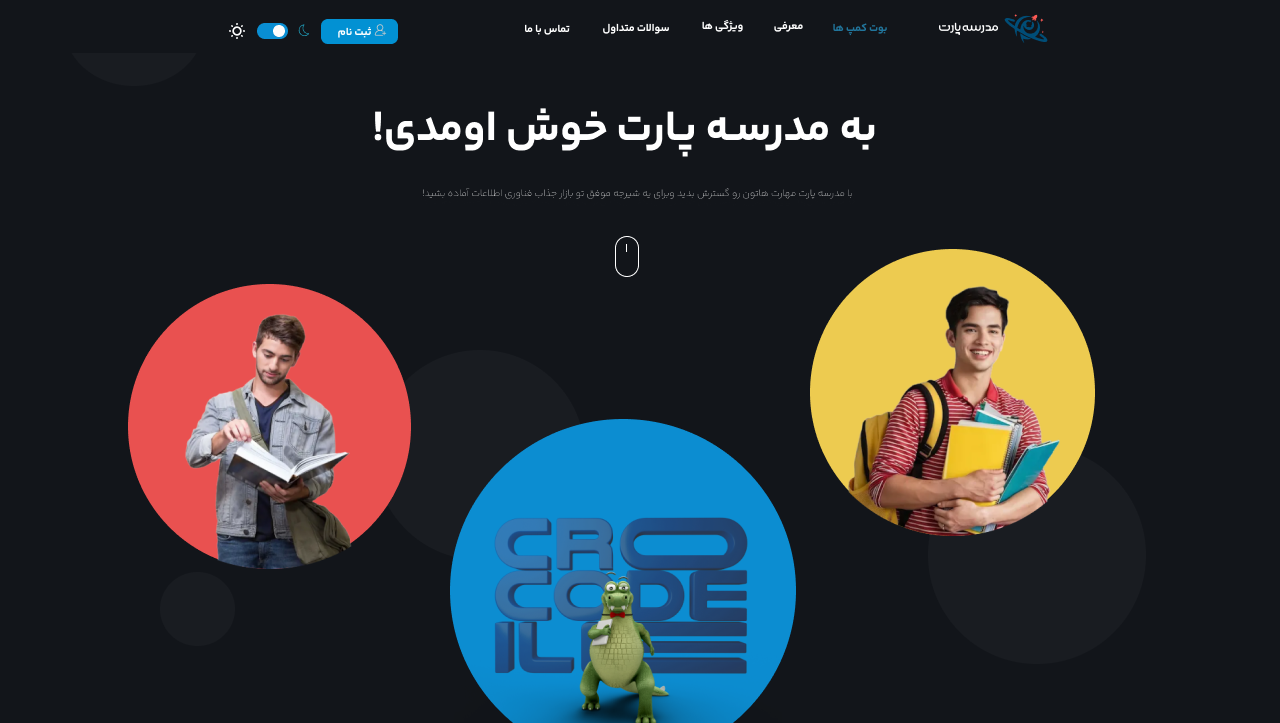 مدرسه پارت
بوت کمپ ها
معرفی
ویژگی ها
سوالات متداول
تماس با ما
ثبت نام
به مدرسه پارت خوش اومدی!
با مدرسه پارت مهارت هاتون رو گسترش بدید وبرای یه شیرجه موفق تو بازار جذاب فناوری اطلاعات آماده بشید!
CRO
CODE
ILE